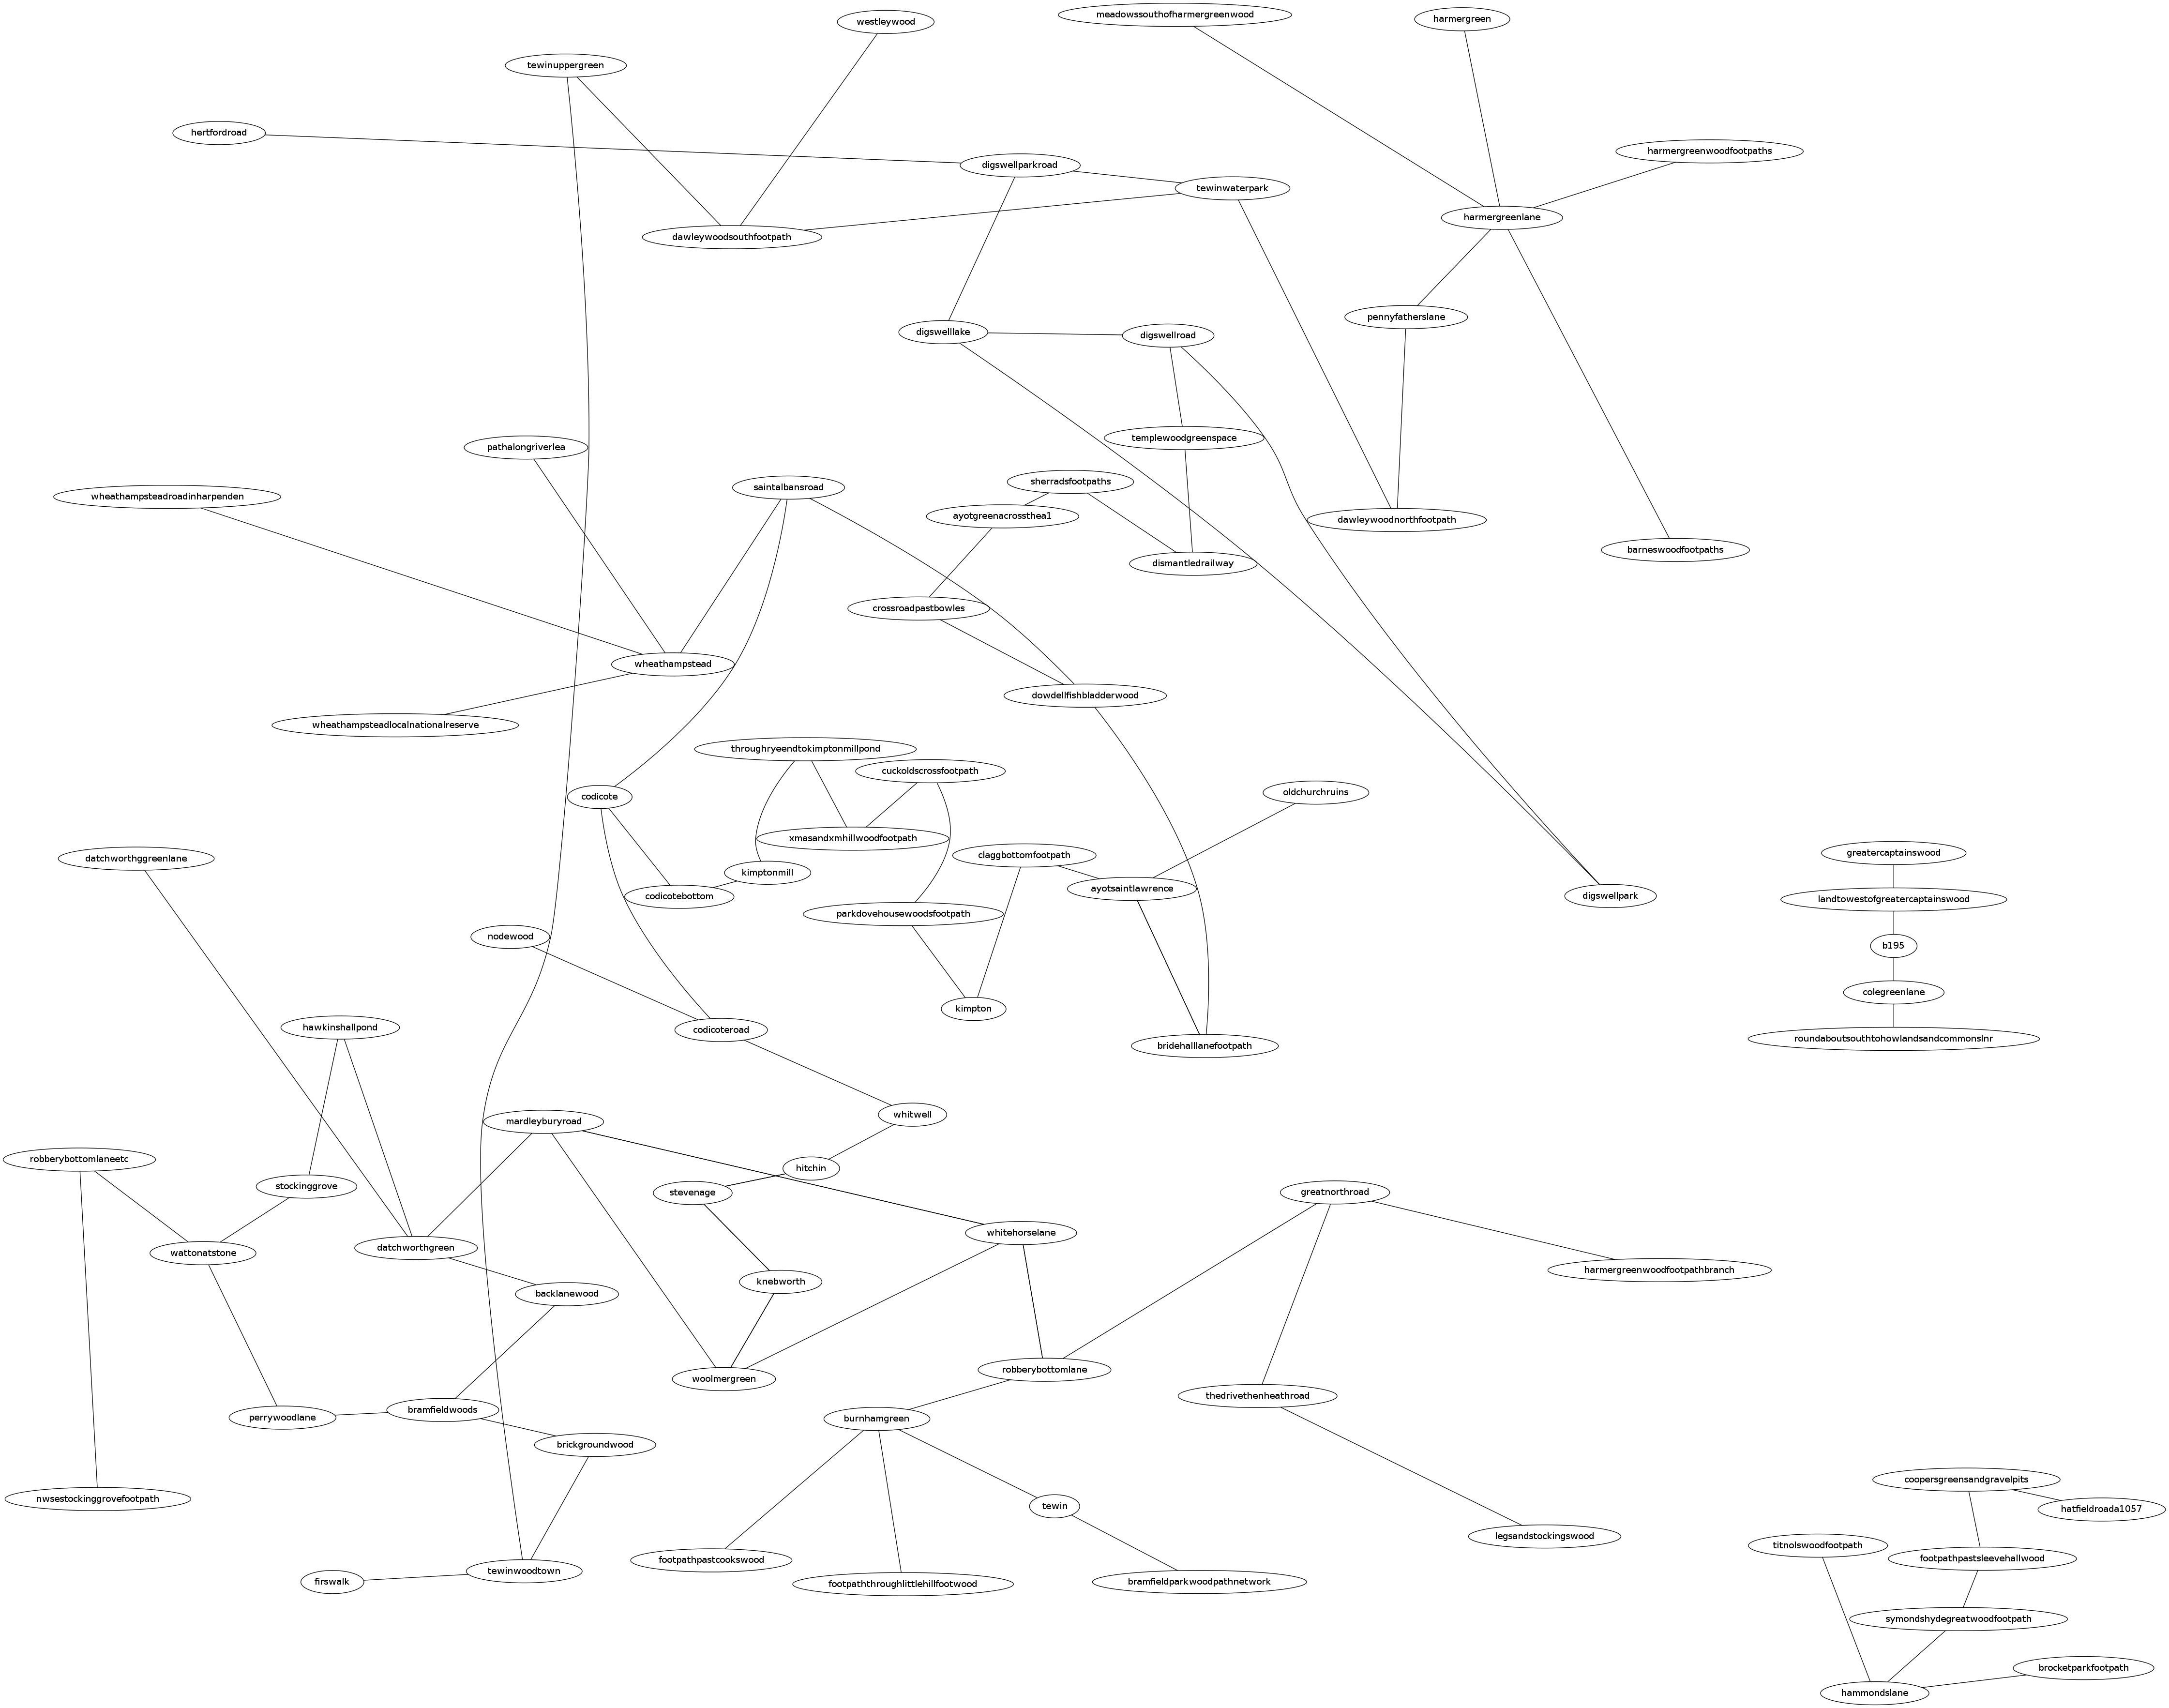 meadowssouthofharmergreenwood
harmergreen
westleywood
tewinuppergreen
hertfordroad
harmergreenwoodfootpaths
digswellparkroad
tewinwaterpark
harmergreenlane
dawleywoodsouthfootpath
pennyfatherslane
digswelllake
digswellroad
templewoodgreenspace
pathalongriverlea
sherradsfootpaths
saintalbansroad
wheathampsteadroadinharpenden
ayotgreenacrossthea1
dawleywoodnorthfootpath
barneswoodfootpaths
dismantledrailway
crossroadpastbowles
wheathampstead
dowdellfishbladderwood
wheathampsteadlocalnationalreserve
throughryeendtokimptonmillpond
cuckoldscrossfootpath
oldchurchruins
codicote
xmasandxmhillwoodfootpath
greatercaptainswood
claggbottomfootpath
datchworthggreenlane
kimptonmill
ayotsaintlawrence
codicotebottom
digswellpark
landtowestofgreatercaptainswood
parkdovehousewoodsfootpath
nodewood
b195
colegreenlane
kimpton
hawkinshallpond
codicoteroad
roundaboutsouthtohowlandsandcommonslnr
bridehalllanefootpath
whitwell
mardleyburyroad
robberybottomlaneetc
hitchin
stockinggrove
stevenage
greatnorthroad
whitehorselane
datchworthgreen
wattonatstone
harmergreenwoodfootpathbranch
knebworth
backlanewood
robberybottomlane
woolmergreen
thedrivethenheathroad
bramfieldwoods
perrywoodlane
burnhamgreen
brickgroundwood
coopersgreensandgravelpits
nwsestockinggrovefootpath
tewin
hatfieldroada1057
legsandstockingswood
titnolswoodfootpath
footpathpastcookswood
footpathpastsleevehallwood
tewinwoodtown
firswalk
bramfieldparkwoodpathnetwork
footpaththroughlittlehillfootwood
symondshydegreatwoodfootpath
brocketparkfootpath
hammondslane